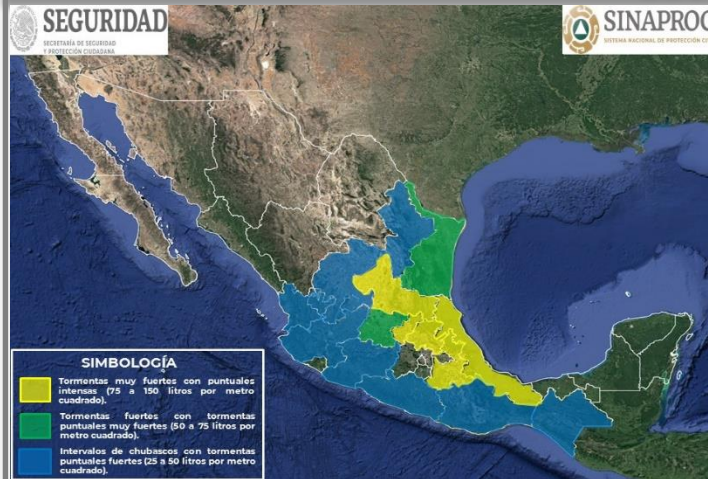 SEGURIDAD
SECRETARÍA DE SEGURIDAD
Y PROTECCIÓN CIUDADANA
SINAPROC
SISTEMA NACIONAL DE PROTECCIÓN CI
SIMBOLOGÍA
Tormentas muy fuertes con puntuales
intensas (75 a 150 litros por metro
cuadrado).
Tormentas fuertes con tormentas
puntuales muy fuertes (50 a 75 litros por
metro cuadrado).
Intervalos de chubascos con tormentas
puntuales fuertes (25 a 50 litros por metro
cuadrado).